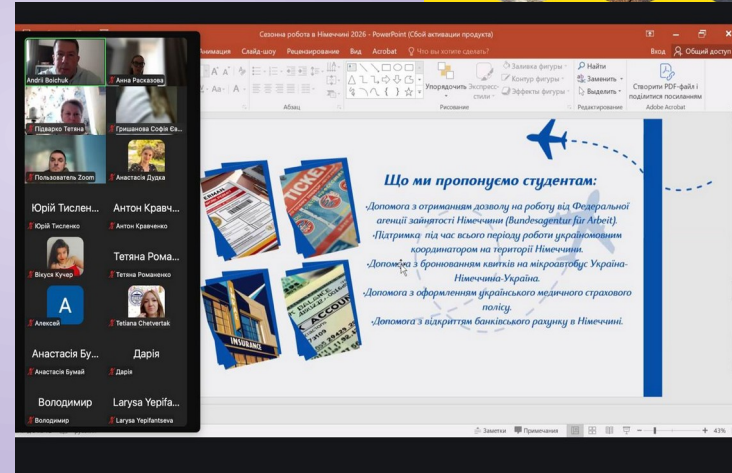 Сезонна робота в Німеччині 2026 - PowerPoint (Сбой активации продукта)
Анимация Слайд-шоу Рецензирование Вид Acrobat Что вы хотите сделать?
Вход Общий доступ
Упорядочить Экспресс-стили
Заливка фигуры
Контур фигуры
Эффекты фигуры
Найти
Заменить
Выделить
Створити PDF-файл і поділитися посиланням
Абзац Рисование Редактирование Adobe Acrobat
Andrii Boichuk Анна Расказова
Підварко Тетяна Гришанова Софія Єв...
Пользователь Zoom Анастасія Дудка
Юрій Тислен... Антон Кравч...
Юрій Тисленко Антон Кравченко
Тетяна Рома...
Вікуся Кучер Тетяна Романенко
А
Алексей Tetiana Chetvertak
Анастасія Бу... Дарія
Анастасія Бумай Дарія
Володимир Larysa Yepifa...
Володимир Larysa Yepifantseva
TICKE
INSURANCE
ACCOUN
Що ми пропонуємо студентам:
•Допомога з отриманням дозволу на роботу від Федеральної
агенції зайнятості Німеччини (Bundesagentur für Arbeit).
•Підтримка під час всього періоду роботи україномовним
координатором на території Німеччини.
•Допомога з бронюванням квитків на мікроавтобус Україна-
Німеччина-Україна.
•Допомога з оформленням українського медичного страхового
полісу.
•Допомога з відкриттям банківського рахунку в Німеччині.
Заметки Примечания 43%